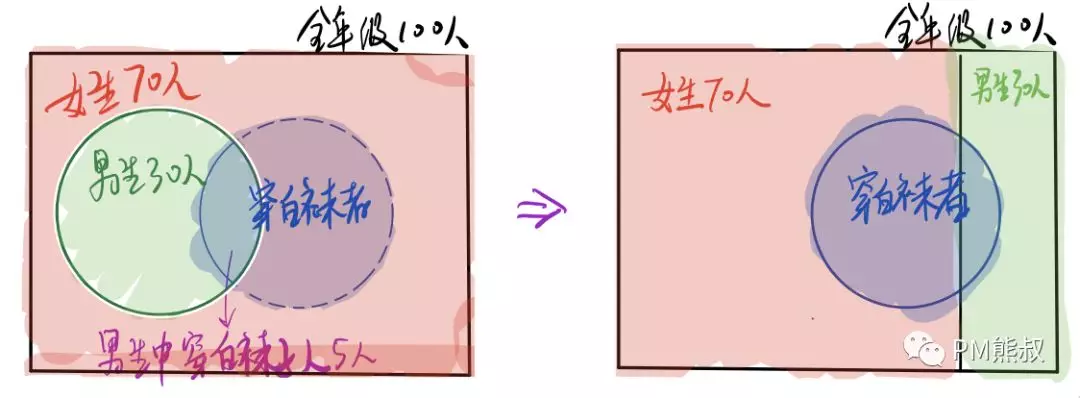 全年级100人
女生70人
男生30人
穿白袜者
男生中穿白袜之人5人
全年级100人
女生70人
男生30人
穿白袜者
PM熊叔